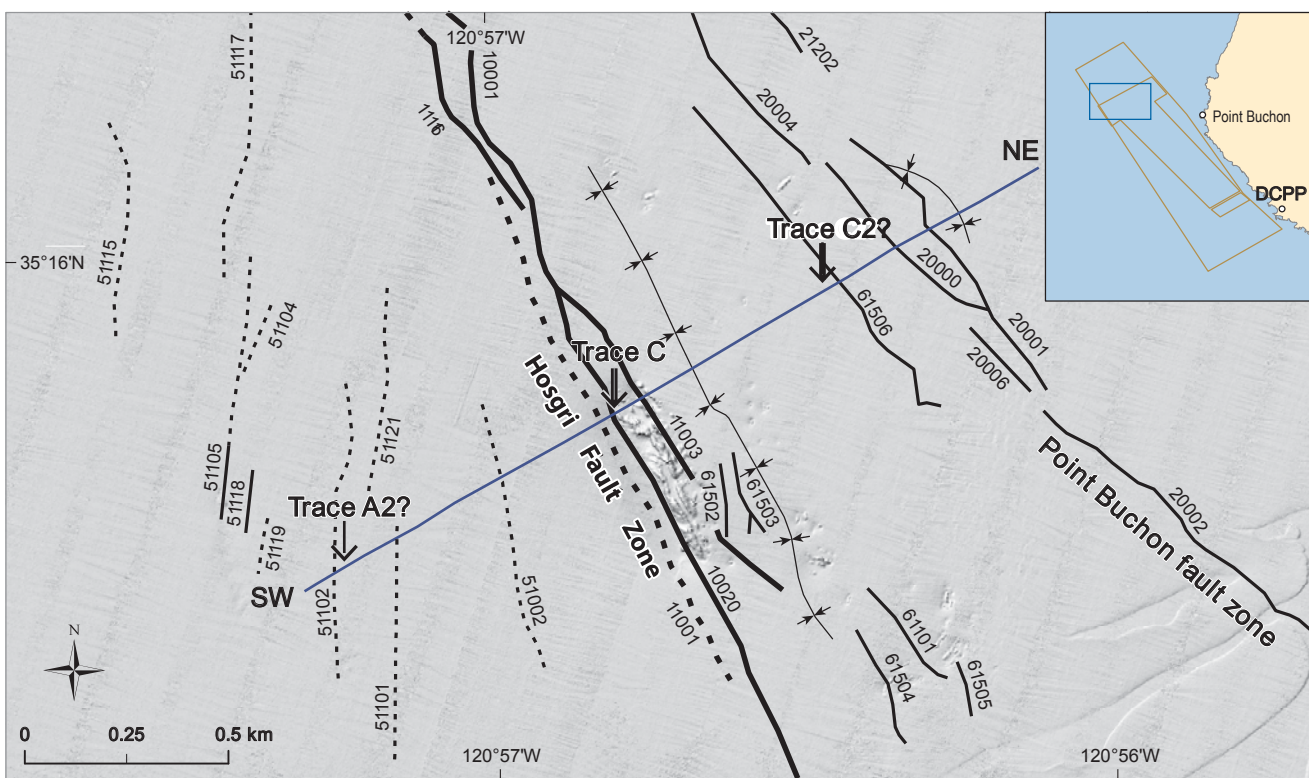 51117
120°57'W
10001
1116
21202
20004
Point Buchon
DCPP
NE
Trace C2?
35°16'N
51115
51104
20000
61506
20001
20006
Trace C
Hosgri Fault Zone
11003
51105
51118
51121
51119
Trace A2?
61502
61503
Point Buchon fault zone
20002
SW
51102
51002
11001
10020
61101
61504
61505
51101
N
0 0.25 0.5 km
120°57'W
120°56'W